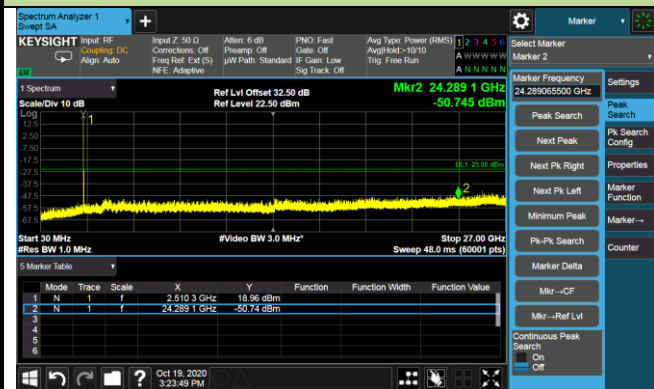 Spectrum Analyzer 1
Swept SA
+
Marker
KEYSIGHT
Input: RF
Coupling: DC
Align: Auto
Input Z: 50 Ω
Corrections: Off
Freq Ref: Ext (S)
NFE: Adaptive
Atten: 6 dB
Preamp: Off
µW Path: Standard
PNO: Fast
Gate: Off
IF Gain: Low
Sig Track: Off
Avg Type: Power (RMS)
Avg|Hold:>10/10
Trig: Free Run
1 2 3 4 5 6
A W W W W W
A N N N N N
Select Marker
Marker 2
1 Spectrum
Scale/Div 10 dB
Ref Lvl Offset 32.50 dB
Ref Level 22.50 dBm
Mkr2 24.289 1 GHz
-50.745 dBm
Log
12.5
2.50
-7.50
-17.5
-27.5
-37.5
-47.5
-57.5
-67.5
1
DL1 -25.00 dBm
2
Start 30 MHz
#Res BW 1.0 MHz
#Video BW 3.0 MHz*
Stop 27.00 GHz
Sweep 48.0 ms (60001 pts)
Marker Frequency
24.289065500 GHz
Peak Search
Next Peak
Next Pk Right
Next Pk Left
Minimum Peak
Pk-Pk Search
Marker Delta
Mkr→CF
Mkr→Ref Lvl
Continuous Peak
Search
On
Off
Settings
Peak
Search
Pk Search
Config
Properties
Marker
Function
Marker→
Counter
5 Marker Table
Mode Trace Scale X Y Function Function Width Function Value
1 N 1 f 2.510 3 GHz 18.96 dBm
2 N 1 f 24.289 1 GHz -50.74 dBm
3
4
5
6
?
Oct 19, 2020
3:23:49 PM